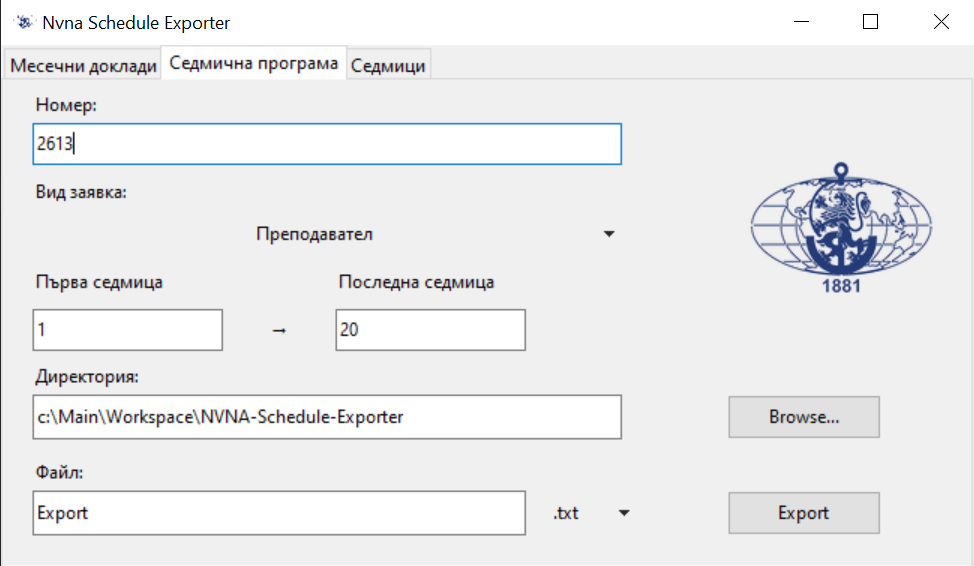 Nvna Schedule Exporter
Месечни доклади Седмична програма Седмици
Номер:
2613
Вид заявка:
Преподавател
Първа седмица Последна седмица
1 → 20
1881
Директория:
c:\Main\Workspace\NVNA-Schedule-Exporter Browse...
Файл:
Export .txt Export